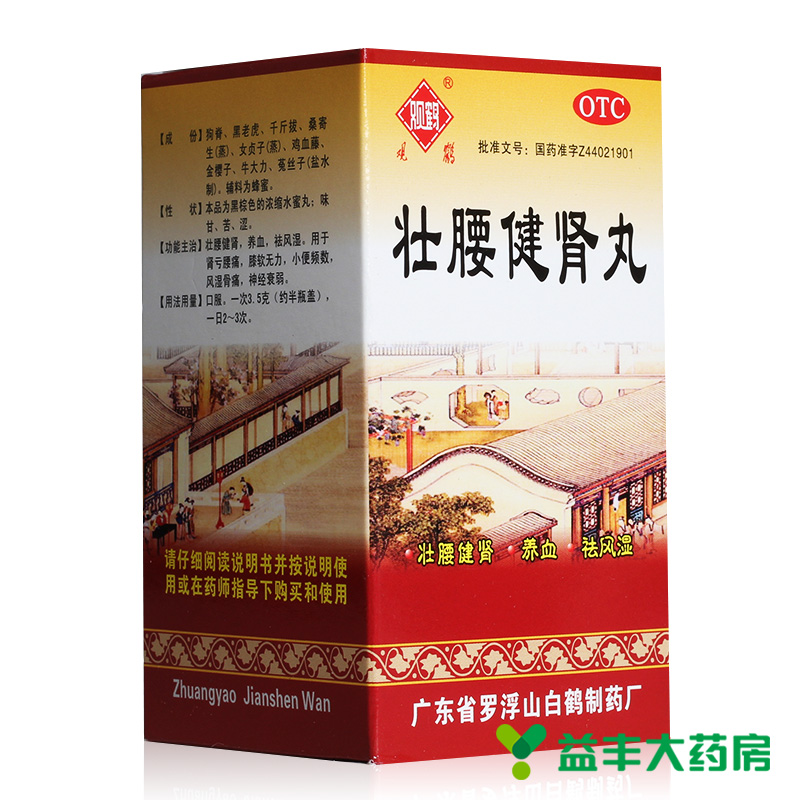 【成 份】狗脊、黑老虎、千斤拔、桑寄
生(蒸)、女贞子(蒸)、鸡血藤、
金樱子、牛大力、菟丝子(盐水
制)。辅料为蜂蜜。
【性 状】本品为黑棕色的浓缩水蜜丸；味
甘、苦、涩。
【功能主治】壮腰健肾，养血，祛风湿。用于
肾亏腰痛，膝软无力，小便频数，
风湿骨痛，神经衰弱。
【用法用量】口服。一次3.5克（约半瓶盖），
一日2～3次。
请仔细阅读说明书并按说明使
用或在药师指导下购买和使用
Zhuangyao Jianshen Wan
观鹤
®
观 鹤
OTC
批准文号：国药准字Z44021901
壮腰健肾丸
壮腰健肾 养血 祛风湿
广东省罗浮山白鹤制药厂
益丰大药房